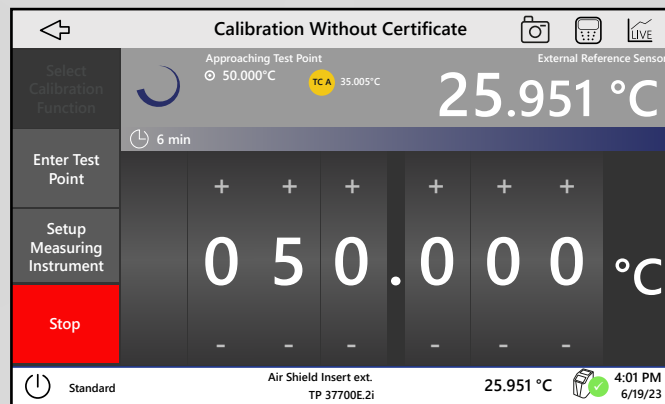 Calibration Without Certificate
LIVE
Select
Calibration
Function
Approaching Test Point
50.000°C
TC A
35.005°C
External Reference Sensor
25.951 °C
6 min
Enter Test
Point
Setup
Measuring
Instrument
Stop
+ + + + + +
0 5 0 . 0 0 0 °C
- - - - - -
Standard
Air Shield Insert ext.
TP 37700E.2i
25.951 °C
4:01 PM
6/19/23